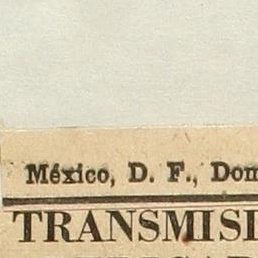 México, D. F., Dom
TRANSMISI